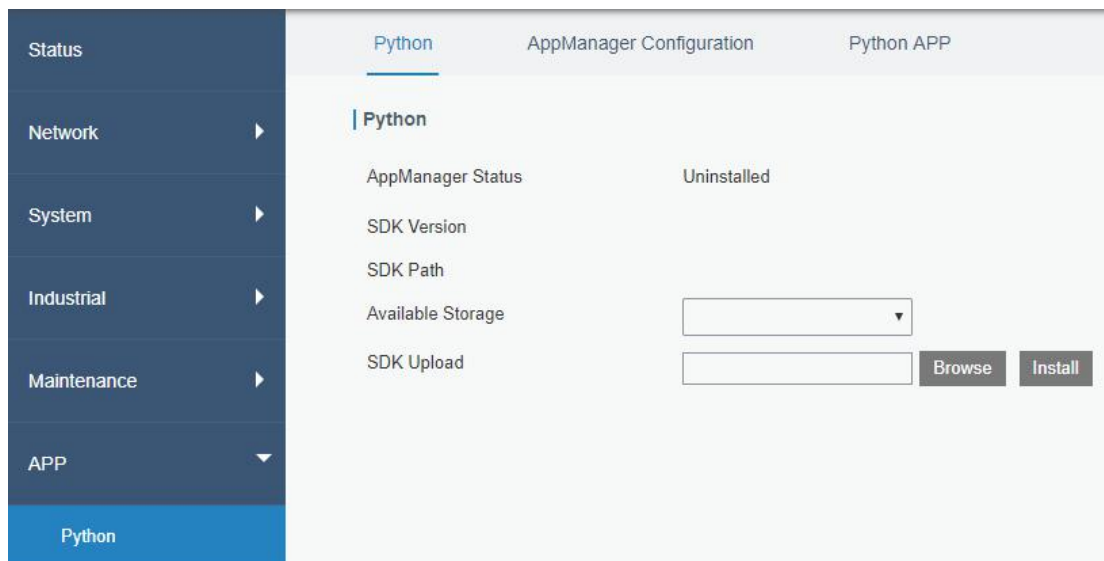 Status
Network
System
Industrial
Maintenance
APP
Python
Python AppManager Configuration Python APP
Python
AppManager Status Uninstalled
SDK Version
SDK Path
Available Storage
SDK Upload Browse Install